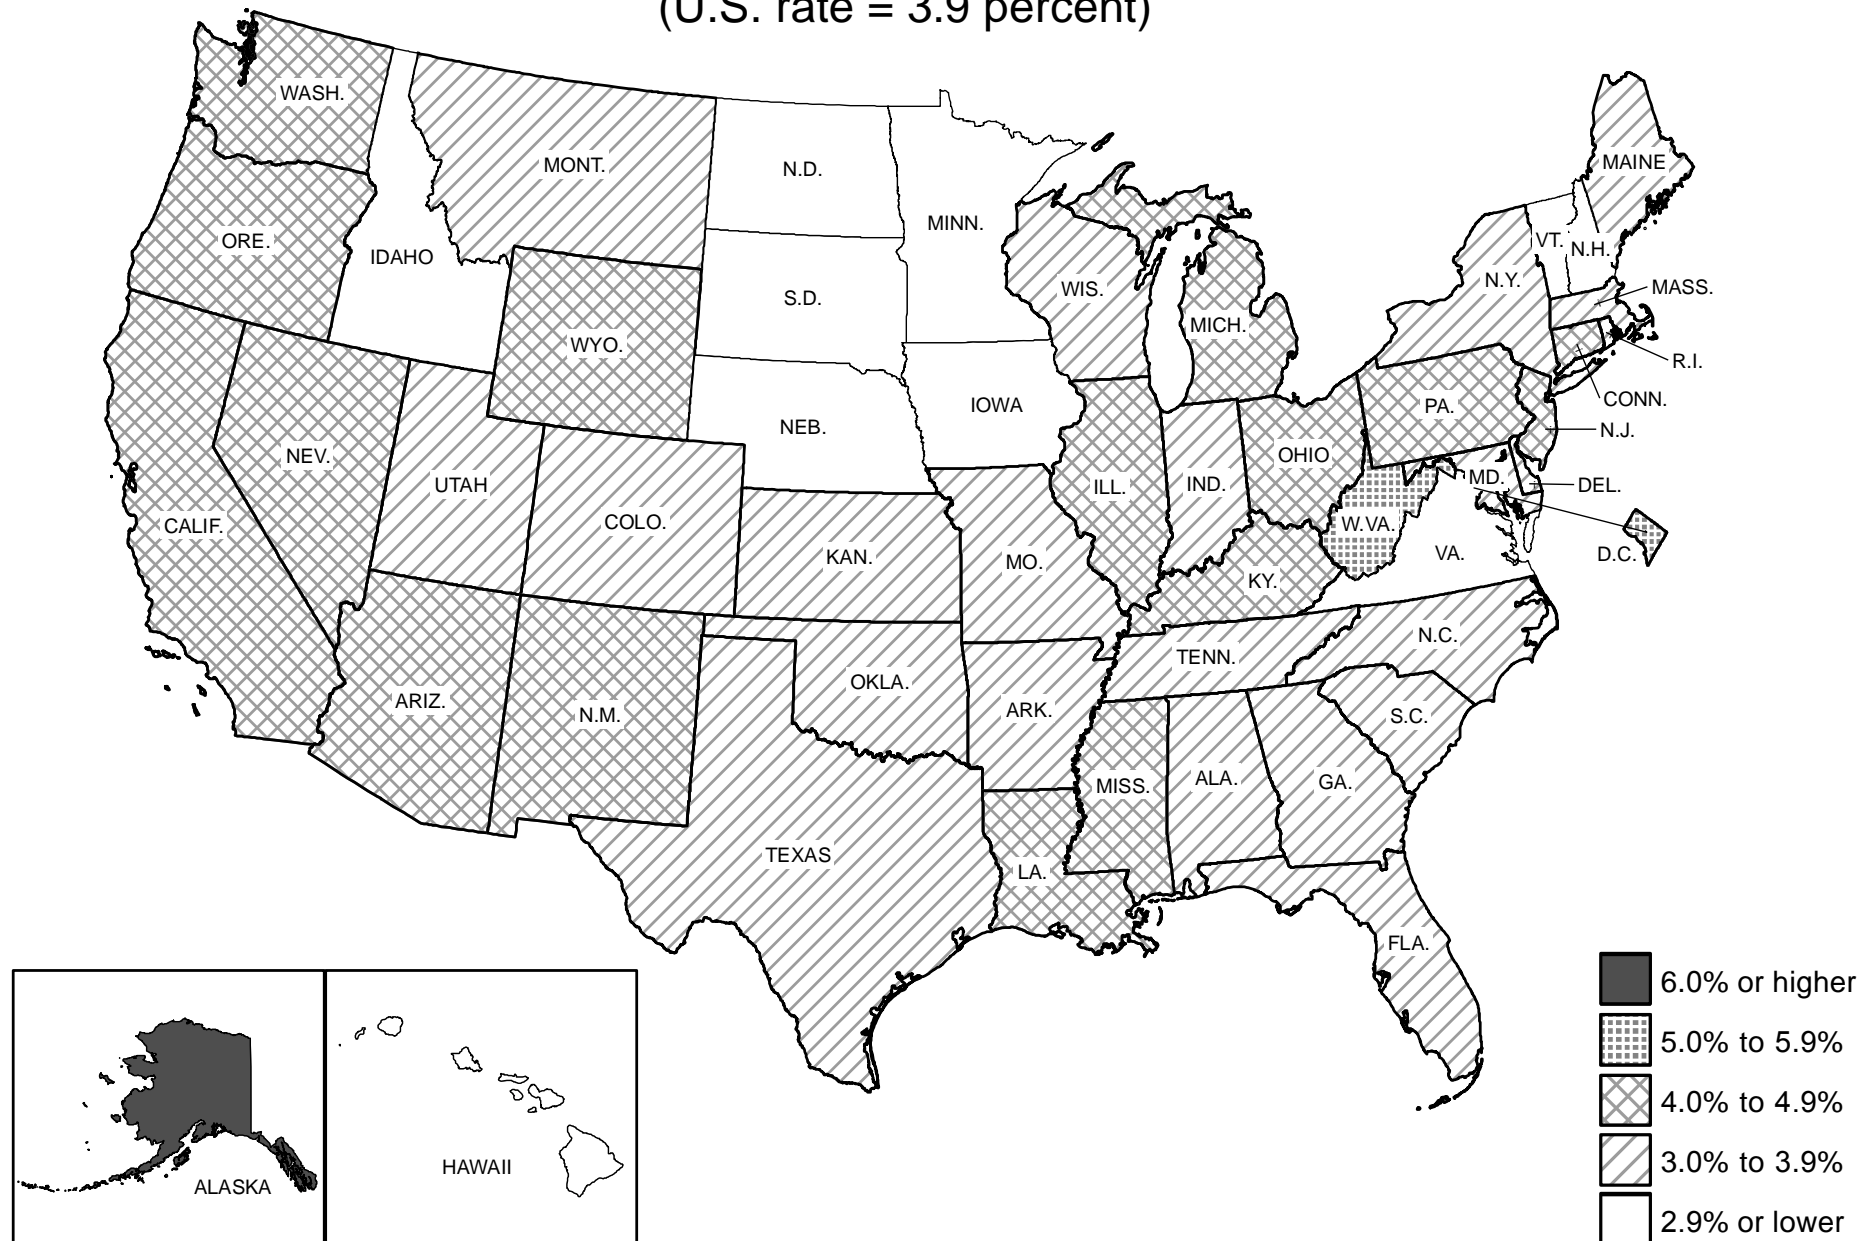 (U.S. rate = 3.9 percent)
WASH.
MONT.
N.D.
MINN.
MAINE
ORE.
IDAHO
VT.
N.H.
N.Y.
WIS.
S.D.
MASS.
MICH.
WYO.
R.I.
CONN.
IOWA
PA.
NEB.
N.J.
NEV.
OHIO
UTAH
ILL.
IND.
MD.
DEL.
COLO.
CALIF.
W.VA.
VA.
D.C.
KAN.
MO.
KY.
N.C.
TENN.
OKLA.
ARIZ.
N.M.
ARK.
S.C.
MISS.
ALA.
GA.
TEXAS
LA.
FLA.
ALASKA
HAWAII
6.0% or higher
5.0% to 5.9%
4.0% to 4.9%
3.0% to 3.9%
2.9% or lower